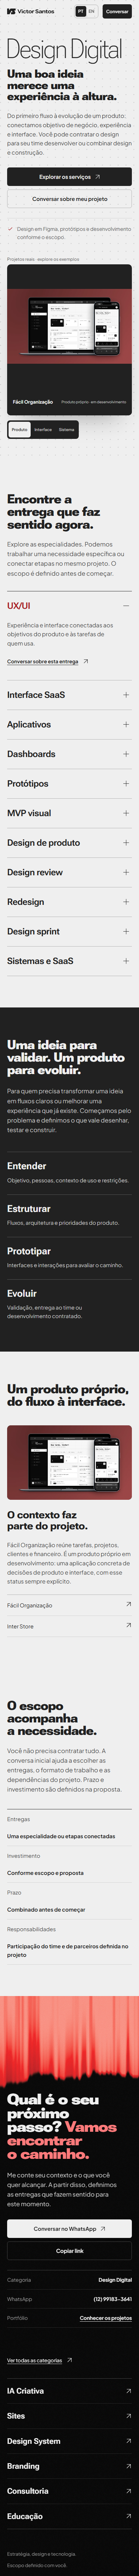 Victor Santos
PT EN
Conversar
Design Digital
Uma boa ideia
merece uma
experiência à altura.
O primeiro fluxo à evolução de um produto:
conectamos negócio, experiência, interface e
interativo. Você pode contratar o design
para seu time absorver ou combinar design
e construção.
Explorar os serviços
Conversar sobre meu projeto
Design em Figma, protótipos e desenvolvimento
conforme o escopo.
Projetos reais · explore os exemplos
Fácil Organização
Produto próprio · em desenvolvimento
Produto Interface Sistema
Encontre a
entrega que faz
sentido agora.
Explore as especialidades. Podemos
trabalhar uma necessidade específica ou
conectar etapas no mesmo projeto. O
escopo é definido antes de começar.
UX/UI
Experiência e interface conectadas aos
objetivos do produto e às tarefas de
quem usa.
Conversar sobre esta entrega
Interface SaaS
Aplicativos
Dashboards
Protótipos
MVP visual
Design de produto
Design review
Redesign
Design sprint
Sistemas e SaaS
Uma ideia para
validar. Um produto
para evoluir.
Para quem precisa transformar uma ideia
em fluxos claros ou melhorar uma
experiência que já existe. Começamos pelo
problema e definimos o que vale desenhar,
testar e construir.
Entender
Objetivo, pessoas, contexto de uso e restrições.
Estruturar
Fluxos, arquitetura e prioridades do produto.
Prototipar
Interfaces e interações para avaliar o caminho.
Evoluir
Validação, entrega ao time ou
desenvolvimento contratado.
Um produto próprio,
do fluxo à interface.
O contexto faz
parte do projeto.
Fácil Organização reúne tarefas, projetos,
clientes e financeiro. É um produto próprio em
desenvolvimento: uma aplicação concreta de
decisões de produto e interface, com esse
status sempre explícito.
Fácil Organização
Inter Store
O escopo
acompanha
a necessidade.
Você não precisa contratar tudo. A
conversa inicial ajuda a escolher as
entregas, o formato de trabalho e as
dependências do projeto. Prazo e
investimento são definidos na proposta.
Entregas
Uma especialidade ou etapas conectadas
Investimento
Conforme escopo e proposta
Prazo
Combinado antes de começar
Responsabilidades
Participação do time e de parceiros definida no
projeto
Qual é o seu
próximo
passo? Vamos
encontrar
o caminho.
Me conte seu contexto e o que você
quer alcançar. A partir disso, definimos
as entregas que fazem sentido para
este momento.
Conversar no WhatsApp
Copiar link
Categoria Design Digital
WhatsApp (12) 99183-3641
Portfólio Conhecer os projetos
Ver todas as categorias
IA Criativa
Sites
Design System
Branding
Consultoria
Educação
Estratégia, design e tecnologia.
Escopo definido com você.